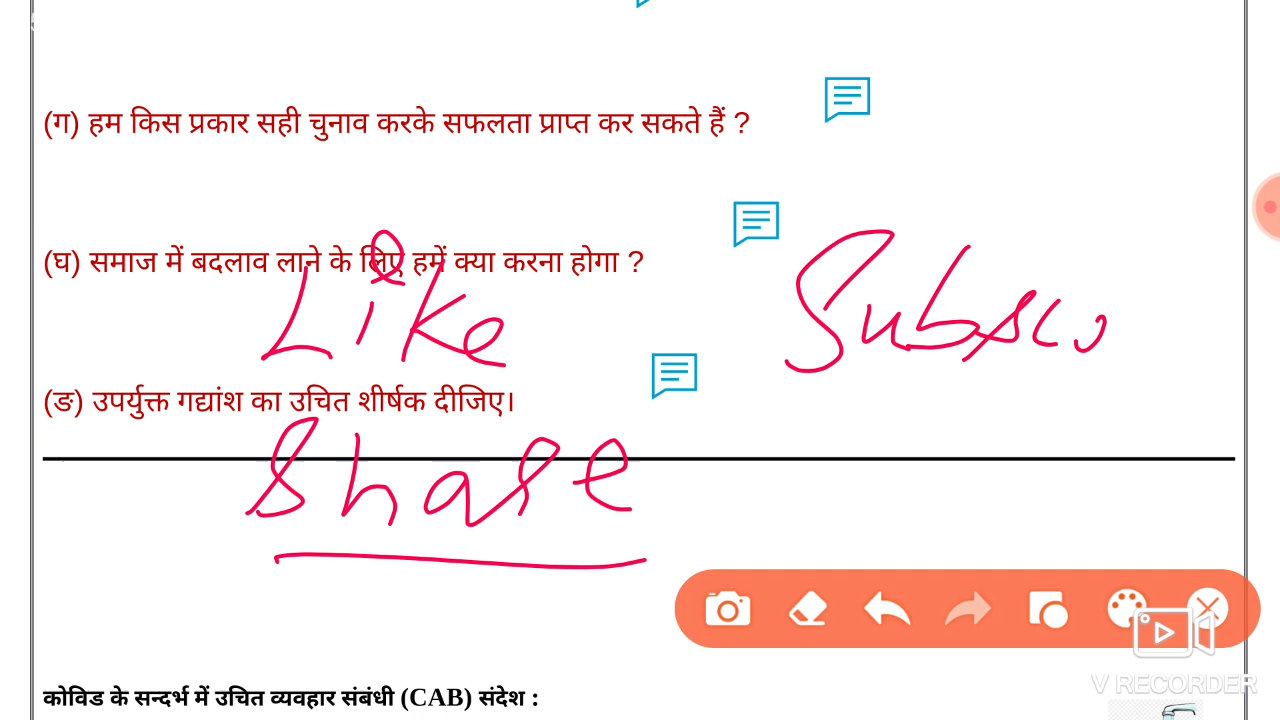 (ग) हम किस प्रकार सही चुनाव करके सफलता प्राप्त कर सकते हैं ?
(घ) समाज में बदलाव लाने के लिए हमें क्या करना होगा ?
Like
Subsc
(ङ) उपर्युक्त गद्यांश का उचित शीर्षक दीजिए।
Share
V RECORDER
कोविड के सन्दर्भ में उचित व्यवहार संबंधी (CAB) संदेश :